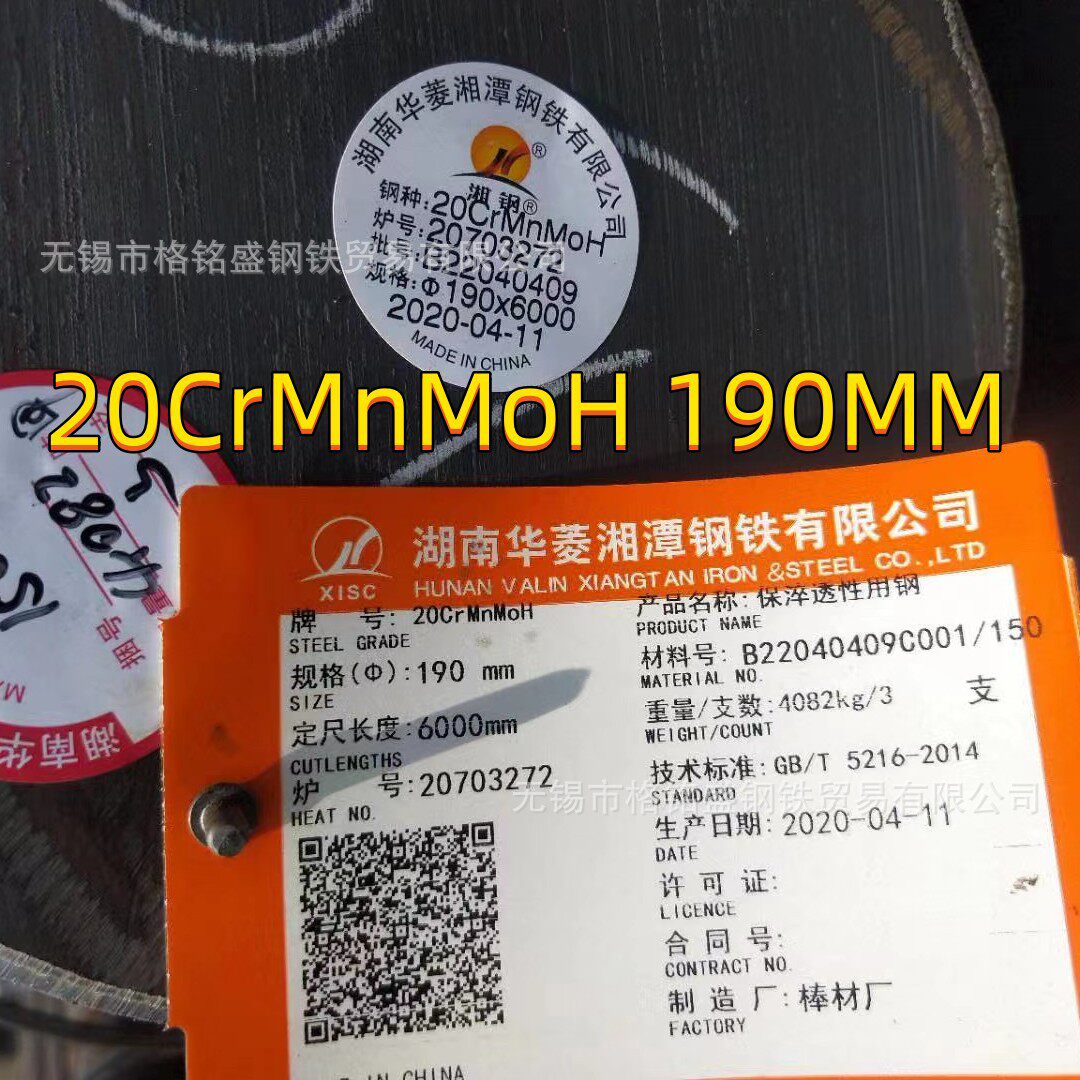 湖南华菱湘潭钢铁有限公司
®
湘钢®
钢种:20CrMnMoH
炉号:20703272
批号:B22040409
规格:Φ190x6000
2020-04-11
MADE IN CHINA
无锡市格铭盛钢铁贸易有限公司
20CrMnMoH 190MM
湖南华
XISC
湖南华菱湘潭钢铁有限公司
HUNAN VALIN XIANGTAN IRON &STEEL CO.,LTD
牌 号: 20CrMnMoH
STEEL GRADE
规格(Φ):190 mm
SIZE
定尺长度:6000mm
CUTLENGTHS
炉 号:20703272
HEAT NO.
产品名称:保淬透性用钢
PRODUCT NAME
材料号: B22040409C001/150
MATERIAL NO.
重量/支数:4082kg/3 支
WEIGHT/COUNT
技术标准:GB/T 5216-2014
STANDARD
无锡市格铭盛钢铁贸易有限公司
生产日期:2020-04-11
DATE
许 可 证:
LICENCE
合 同 号:
CONTRACT NO.
制 造 厂:棒材厂
FACTORY
IN CHINA